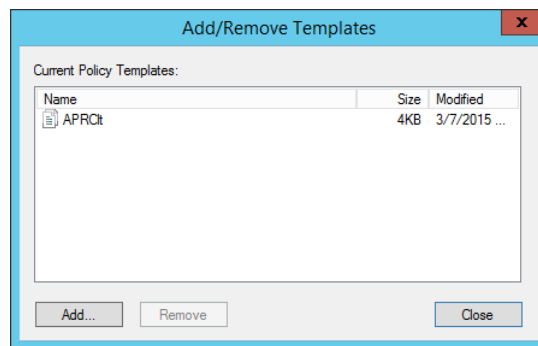 Add/Remove Templates
x
Current Policy Templates:
Name Size Modified
APRClt 4KB 3/7/2015 ...
Add... Remove Close